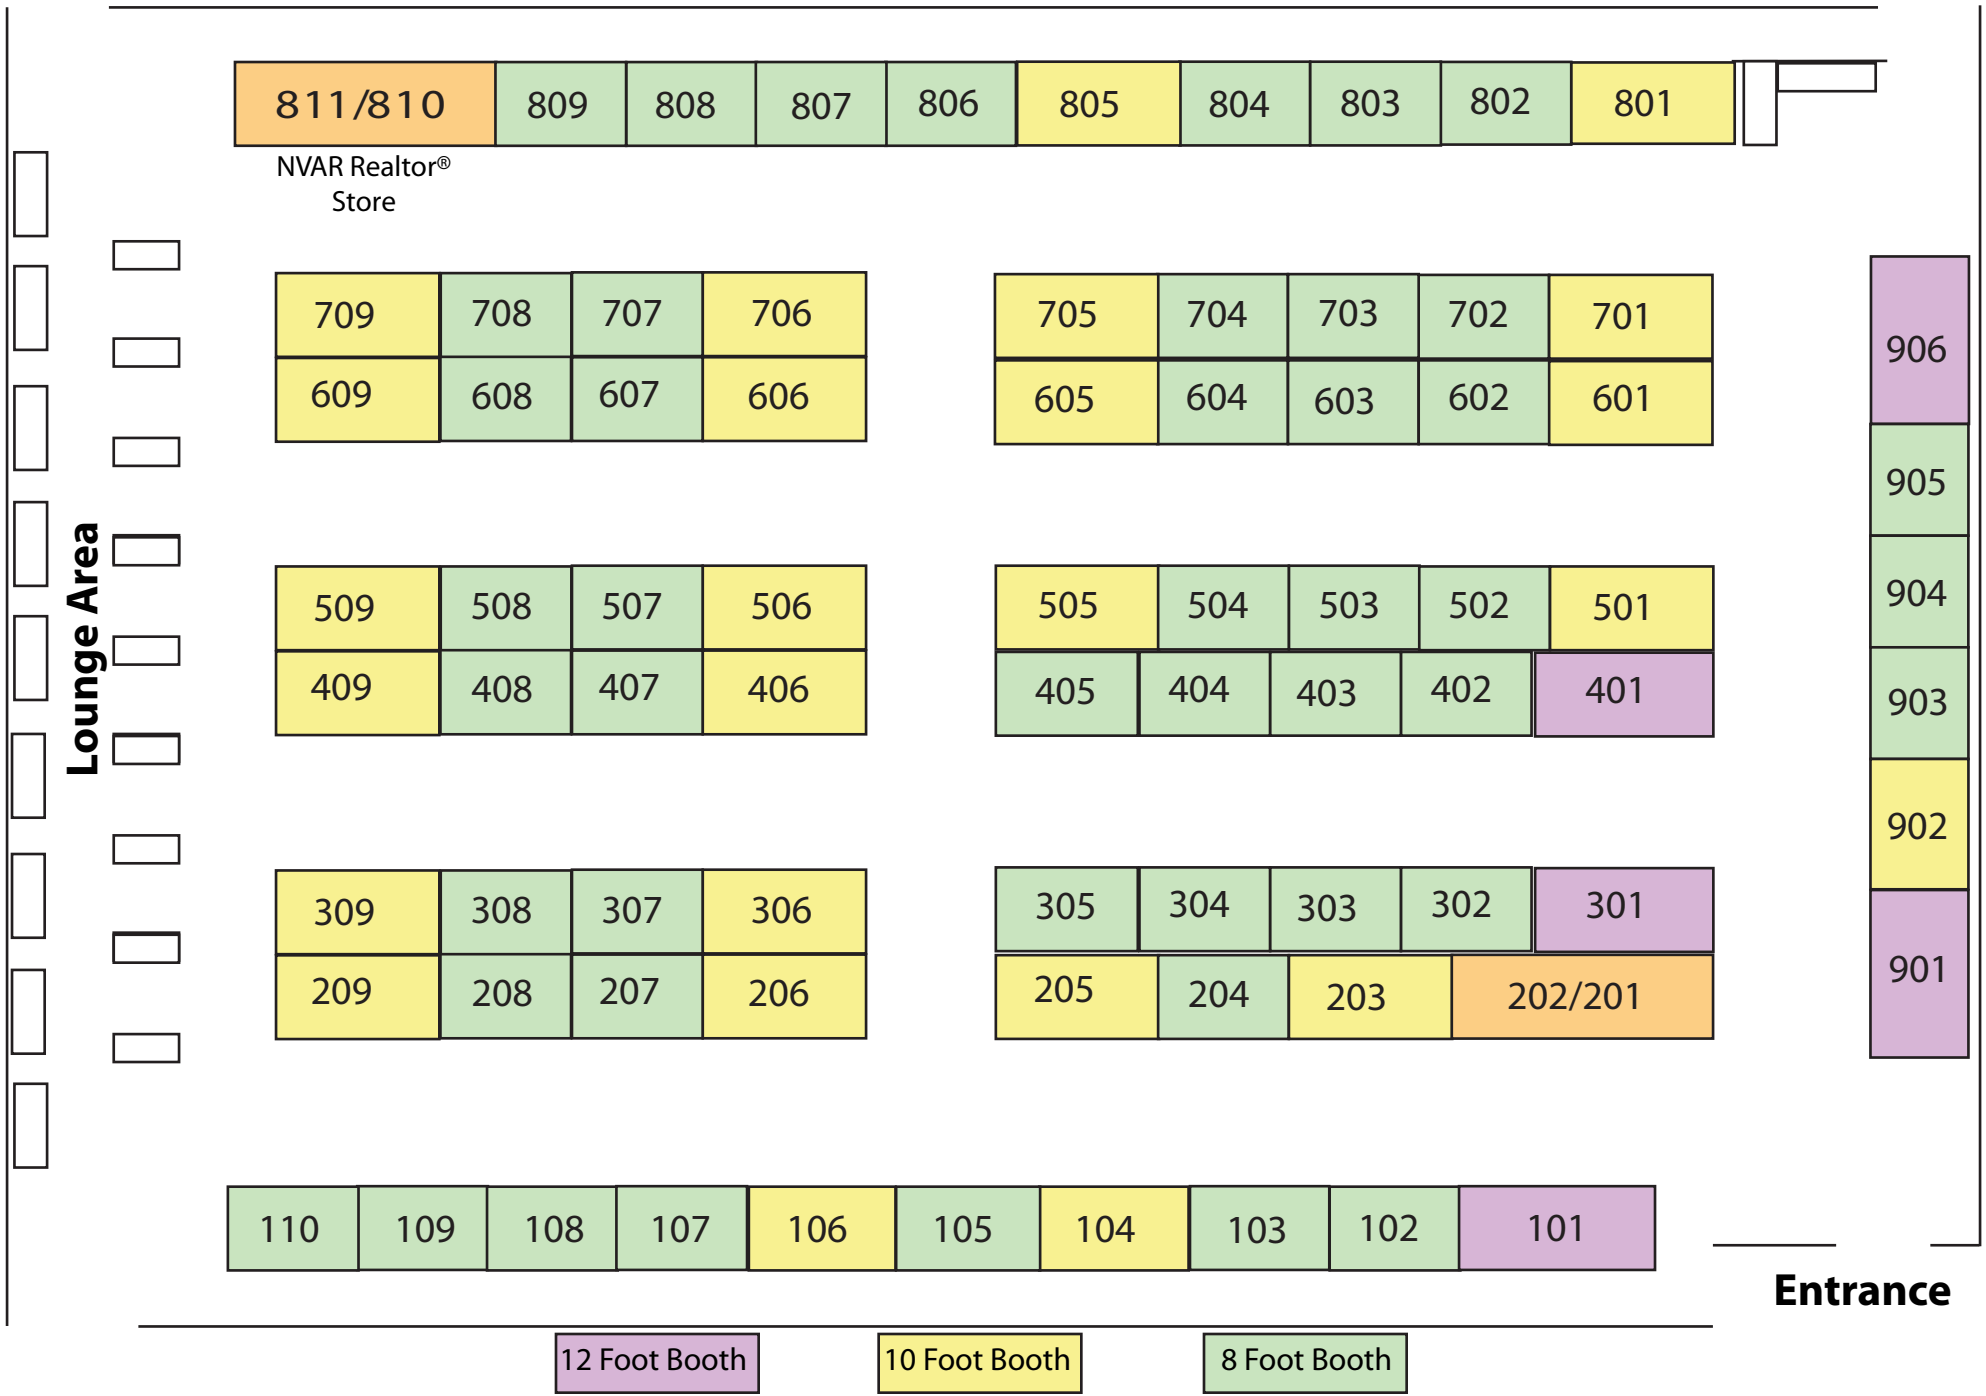 811/810 809 808 807 806 805 804 803 802 801
NVAR Realtor®
Store
709 708 707 706 705 704 703 702 701
609 608 607 606 605 604 603 602 601
906
905
904
903
902
901
Lounge Area
509 508 507 506 505 504 503 502 501
409 408 407 406 405 404 403 402 401
309 308 307 306 305 304 303 302 301
209 208 207 206 205 204 203 202/201
110 109 108 107 106 105 104 103 102 101
Entrance
12 Foot Booth 10 Foot Booth 8 Foot Booth